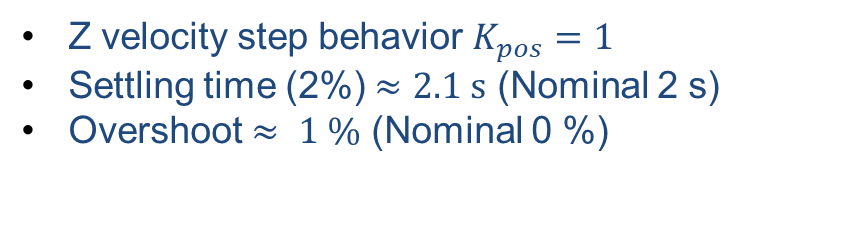 • Z velocity step behavior K_pos = 1
• Settling time (2%) ≈ 2.1 s (Nominal 2 s)
• Overshoot ≈ 1 % (Nominal 0 %)